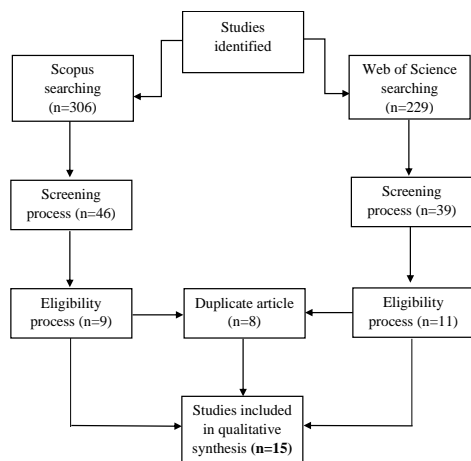 Studies
identified
Scopus
searching
(n=306)
Web of Science
searching
(n=229)
Screening
process (n=46)
Screening
process (n=39)
Eligibility
process (n=9)
Duplicate article
(n=8)
Eligibility
process (n=11)
Studies included
in qualitative
synthesis (n=15)